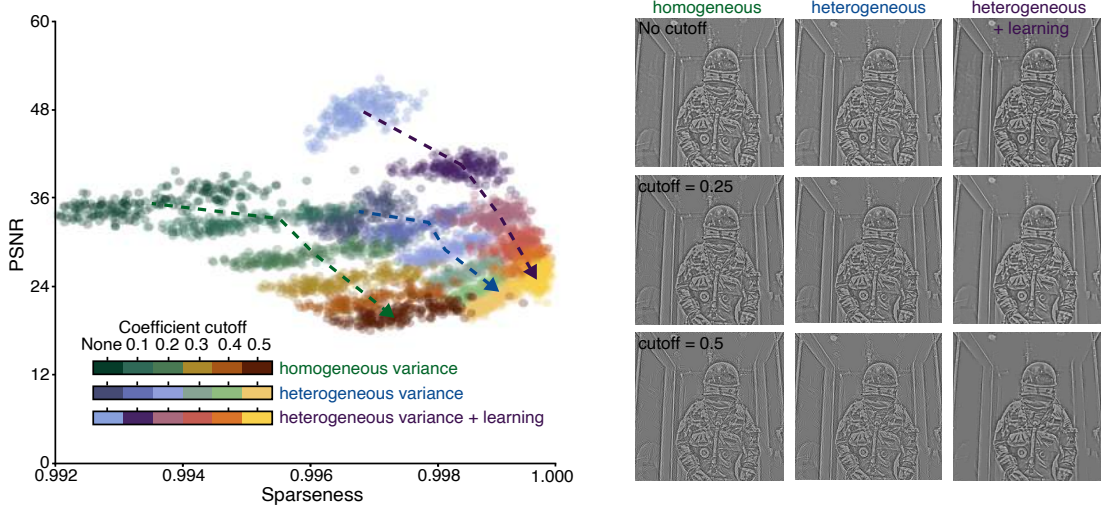 60
48
36
24
12
0
PSNR
0.992
0.994
0.996
0.998
1.000
Sparseness
Coefficient cutoff
None 0.1 0.2 0.3 0.4 0.5
homogeneous variance
heterogeneous variance
heterogeneous variance + learning
homogeneous
heterogeneous
heterogeneous
+ learning
No cutoff
cutoff = 0.25
cutoff = 0.5